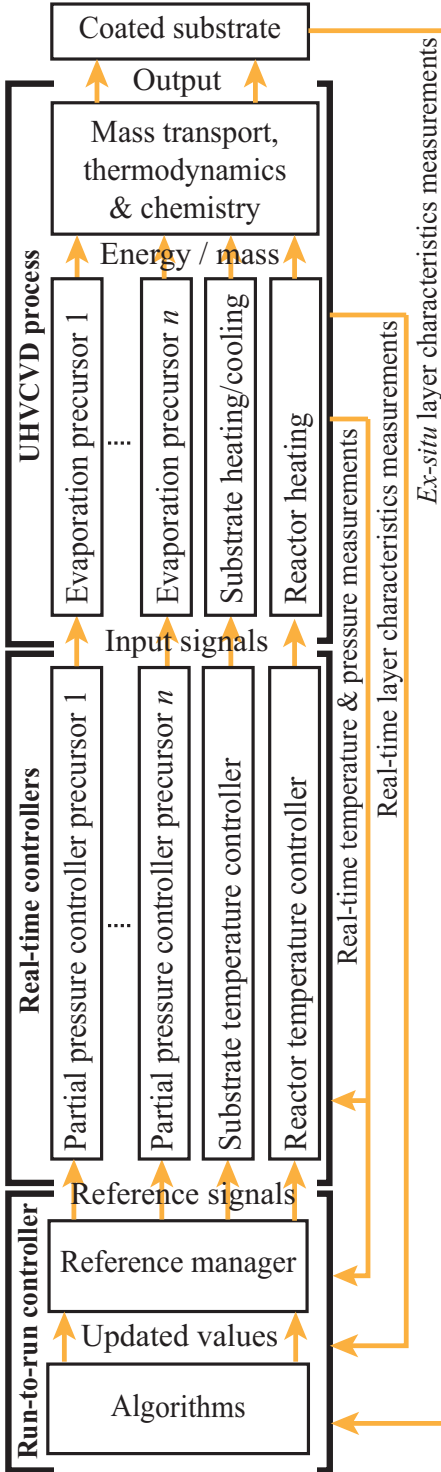 Coated substrate
Output
Mass transport,
thermodynamics
& chemistry
Energy / mass
UHVCVD process
Evaporation precursor 1
....
Evaporation precursor n
Substrate heating/cooling
Reactor heating
Input signals
Real-time controllers
Partial pressure controller precursor 1
....
Partial pressure controller precursor n
Substrate temperature controller
Reactor temperature controller
Real-time temperature & pressure measurements
Real-time layer characteristics measurements
Ex-situ layer characteristics measurements
Reference signals
Run-to-run controller
Reference manager
Updated values
Algorithms